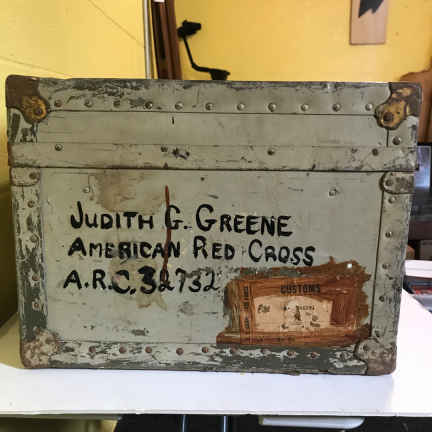 JUDITH G. GREENE
AMERICAN RED CROSS
A.R.C. 32732
CUSTOMS